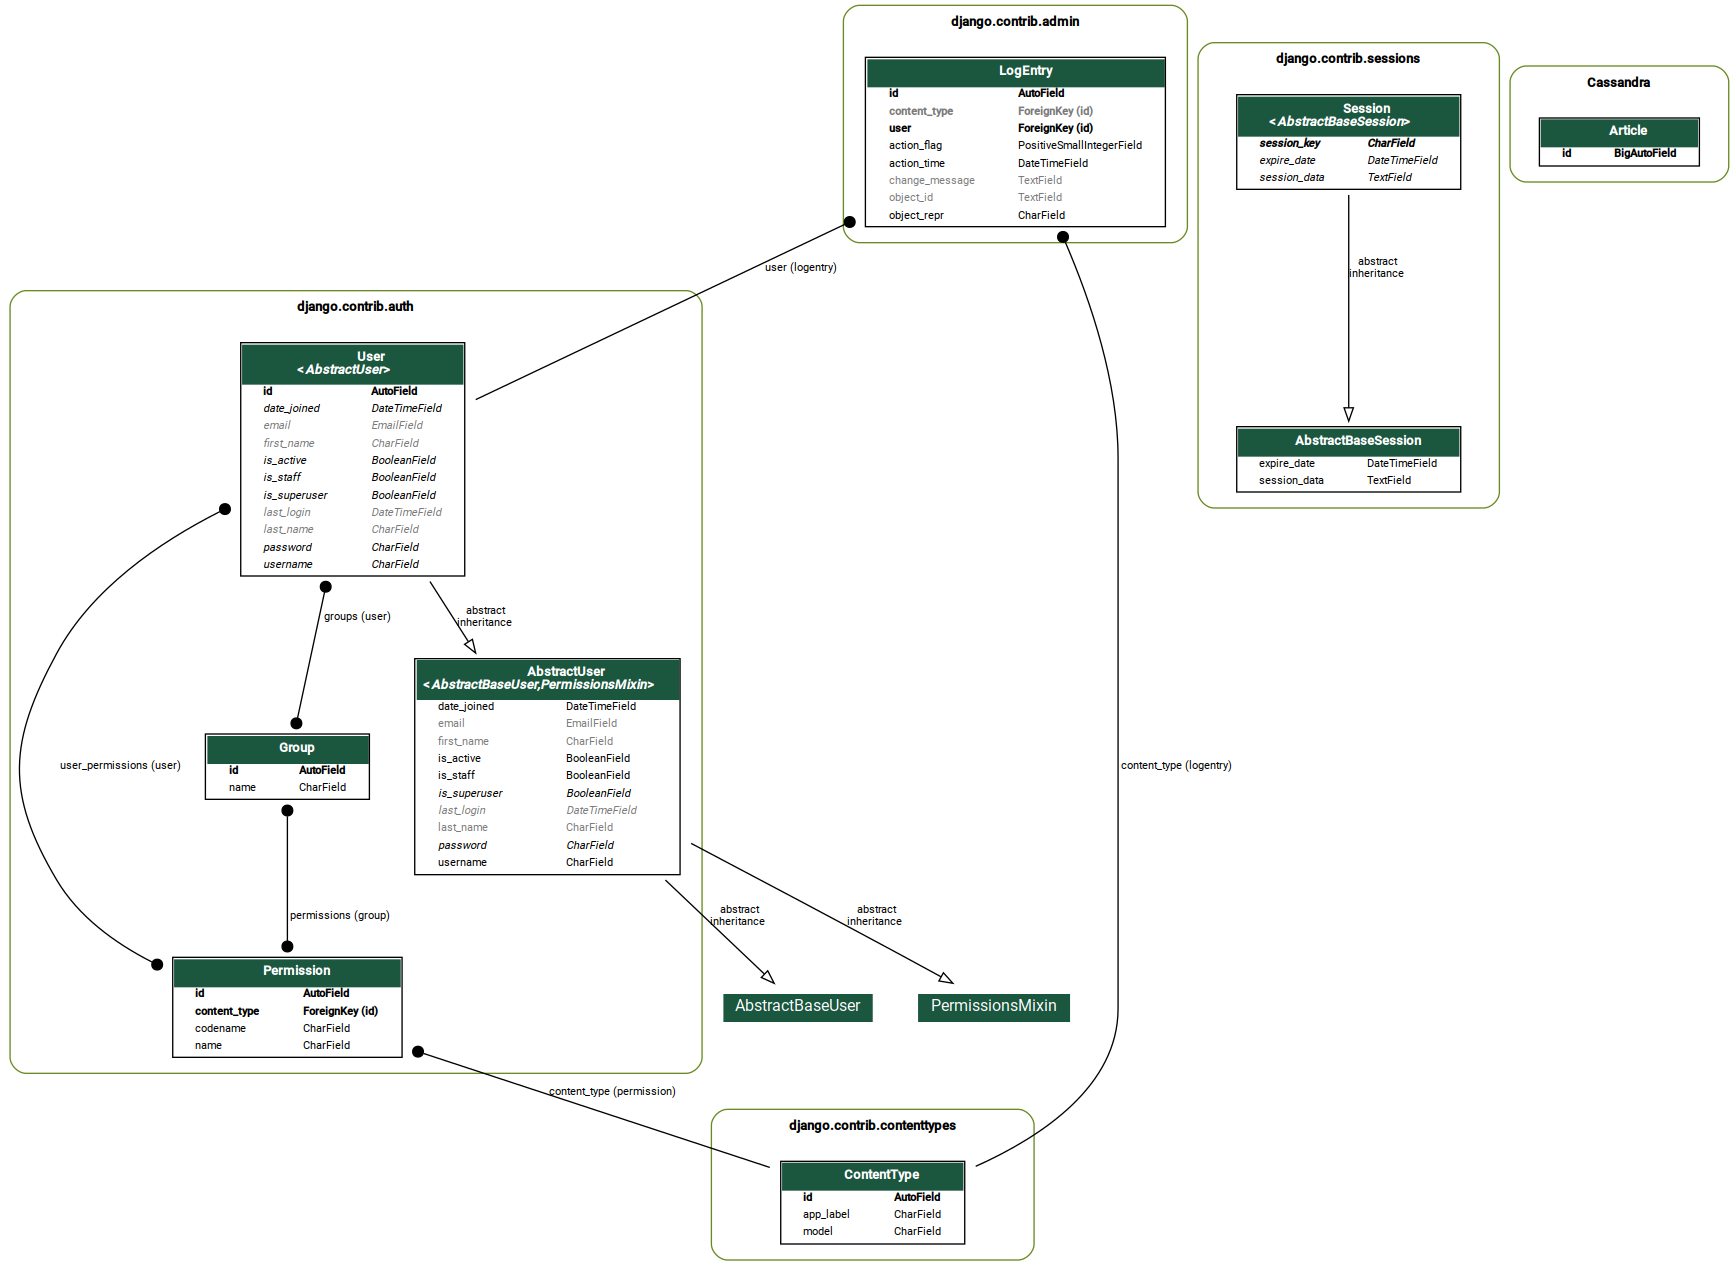 django.contrib.admin
LogEntry
id AutoField
content_type ForeignKey (id)
user ForeignKey (id)
action_flag PositiveSmallIntegerField
action_time DateTimeField
change_message TextField
object_id TextField
object_repr CharField
django.contrib.sessions
Session
<AbstractBaseSession>
session_key CharField
expire_date DateTimeField
session_data TextField
abstract
inheritance
AbstractBaseSession
expire_date DateTimeField
session_data TextField
Cassandra
Article
id BigAutoField
user (logentry)
django.contrib.auth
User
<AbstractUser>
id AutoField
date_joined DateTimeField
email EmailField
first_name CharField
is_active BooleanField
is_staff BooleanField
is_superuser BooleanField
last_login DateTimeField
last_name CharField
password CharField
username CharField
groups (user)
abstract
inheritance
AbstractUser
<AbstractBaseUser,PermissionsMixin>
date_joined DateTimeField
email EmailField
first_name CharField
is_active BooleanField
is_staff BooleanField
is_superuser BooleanField
last_login DateTimeField
last_name CharField
password CharField
username CharField
Group
id AutoField
name CharField
user_permissions (user)
content_type (logentry)
permissions (group)
abstract
inheritance
abstract
inheritance
Permission
id AutoField
content_type ForeignKey (id)
codename CharField
name CharField
AbstractBaseUser
PermissionsMixin
content_type (permission)
django.contrib.contenttypes
ContentType
id AutoField
app_label CharField
model CharField